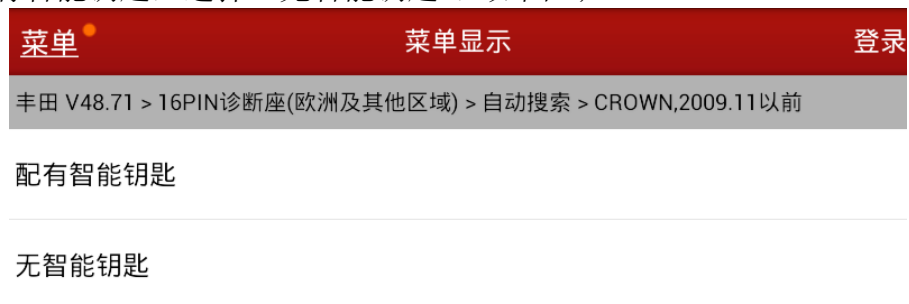 菜单
菜单显示
登录
丰田 V48.71 > 16PIN诊断座(欧洲及其他区域) > 自动搜索 > CROWN,2009.11以前
配有智能钥匙
无智能钥匙